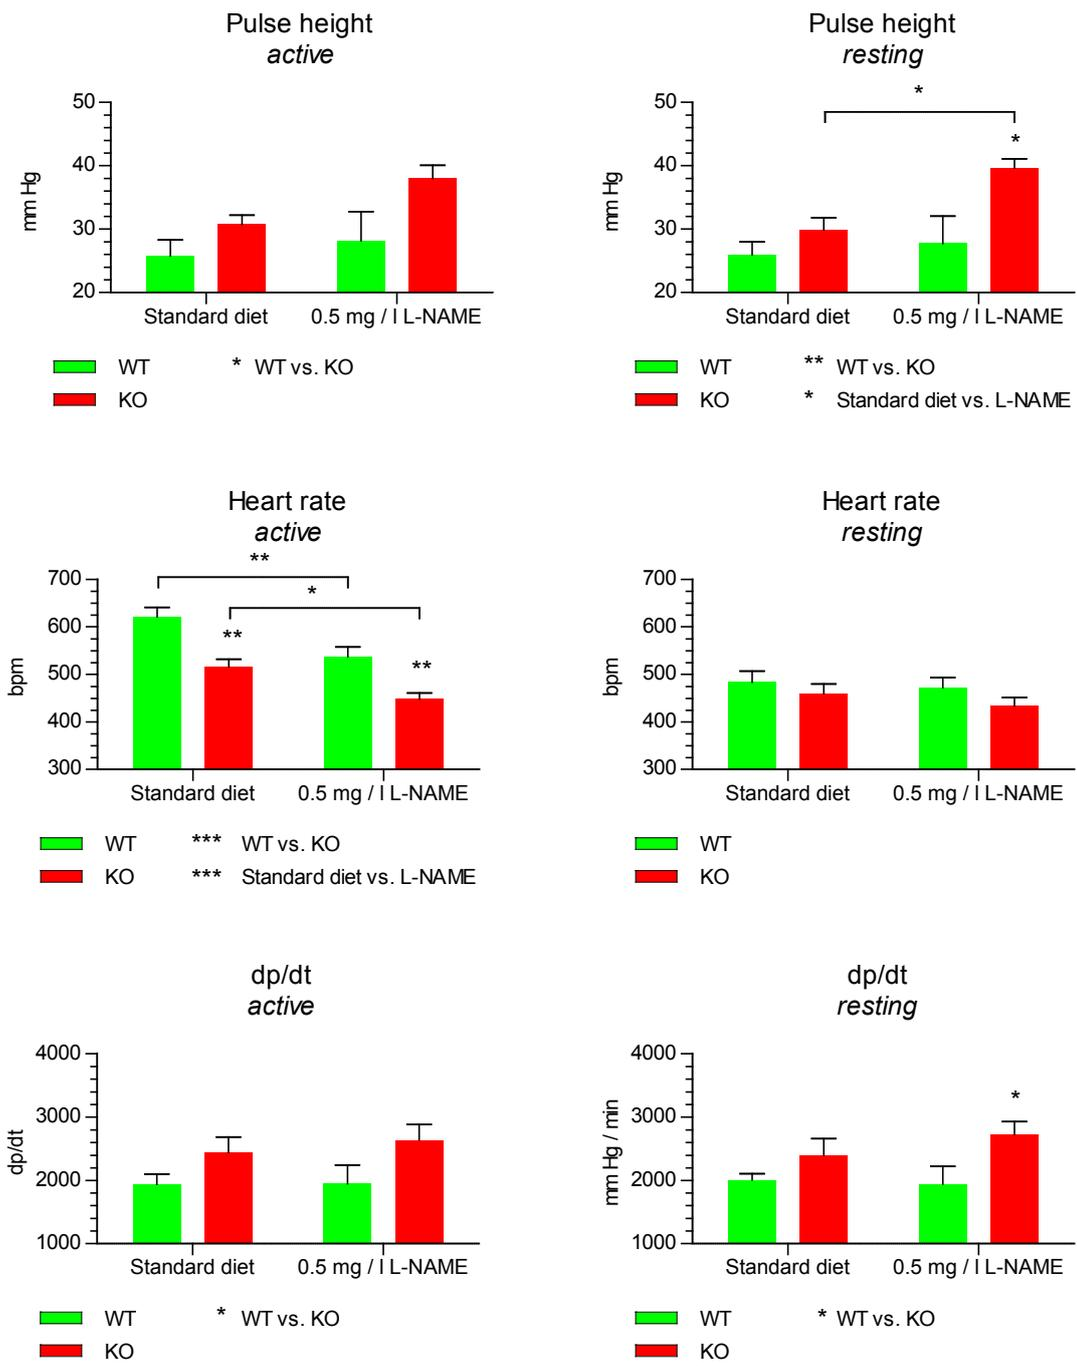 Pulse height
active
50
40
30
20
mm Hg
Standard diet
0.5 mg / l L-NAME
WT
* WT vs. KO
KO
Pulse height
resting
*
*
50
40
30
20
mm Hg
Standard diet
0.5 mg / l L-NAME
WT
** WT vs. KO
KO
* Standard diet vs. L-NAME
Heart rate
active
**
*
**
**
700
600
500
400
300
bpm
Standard diet
0.5 mg / l L-NAME
WT
*** WT vs. KO
KO
*** Standard diet vs. L-NAME
Heart rate
resting
700
600
500
400
300
bpm
Standard diet
0.5 mg / l L-NAME
WT
KO
dp/dt
active
4000
3000
2000
1000
dp/dt
Standard diet
0.5 mg / l L-NAME
WT
* WT vs. KO
KO
dp/dt
resting
*
4000
3000
2000
1000
mm Hg / min
Standard diet
0.5 mg / l L-NAME
WT
* WT vs. KO
KO